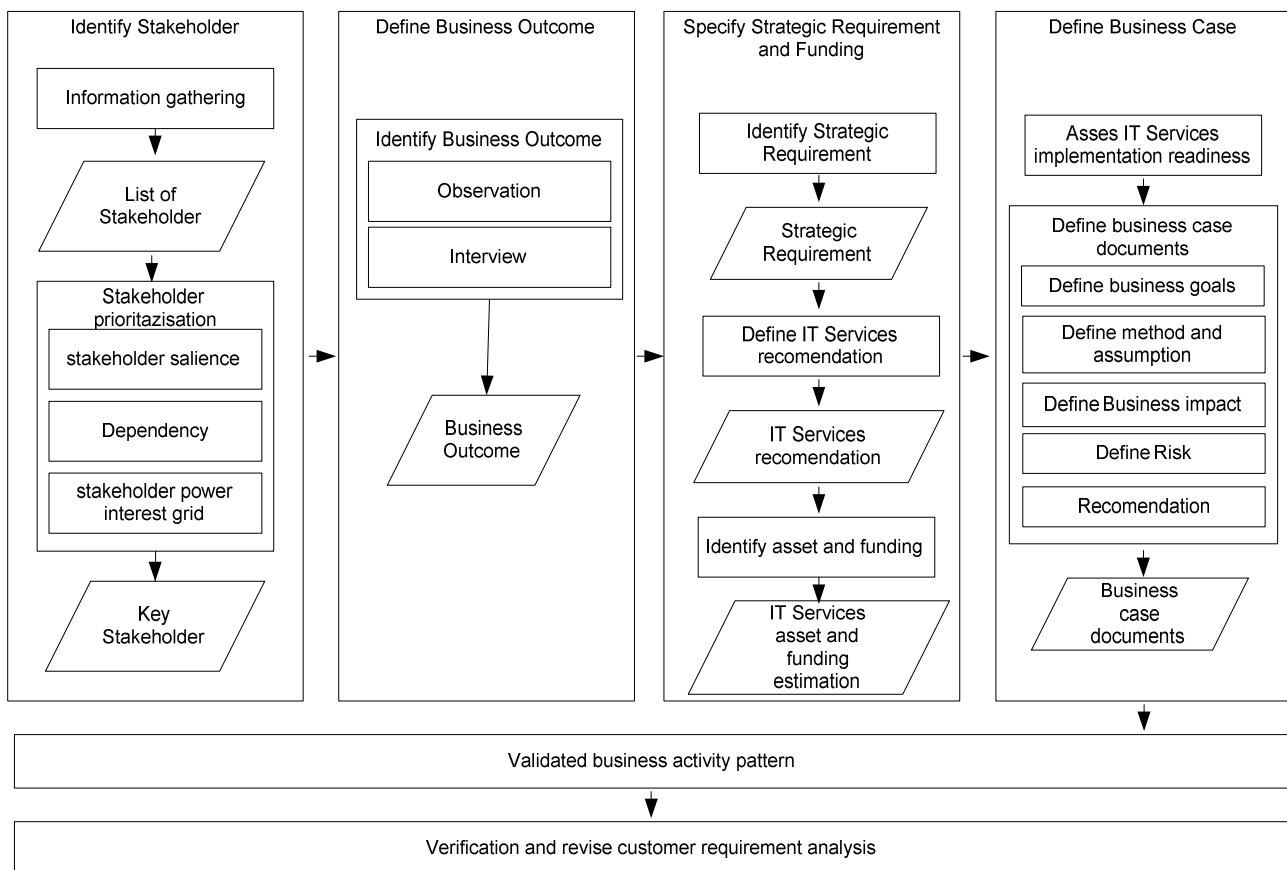 Identify Stakeholder
Information gathering
List of
Stakeholder
Stakeholder
prioritazisation
stakeholder salience
Dependency
stakeholder power
interest grid
Key
Stakeholder
Define Business Outcome
Identify Business Outcome
Observation
Interview
Business
Outcome
Specify Strategic Requirement
and Funding
Identify Strategic
Requirement
Strategic
Requirement
Define IT Services
recomendation
IT Services
recomendation
Identify asset and funding
IT Services
asset and
funding
estimation
Define Business Case
Asses IT Services
implementation readiness
Define business case
documents
Define business goals
Define method and
assumption
Define Business impact
Define Risk
Recomendation
Business
case
documents
Validated business activity pattern
Verification and revise customer requirement analysis